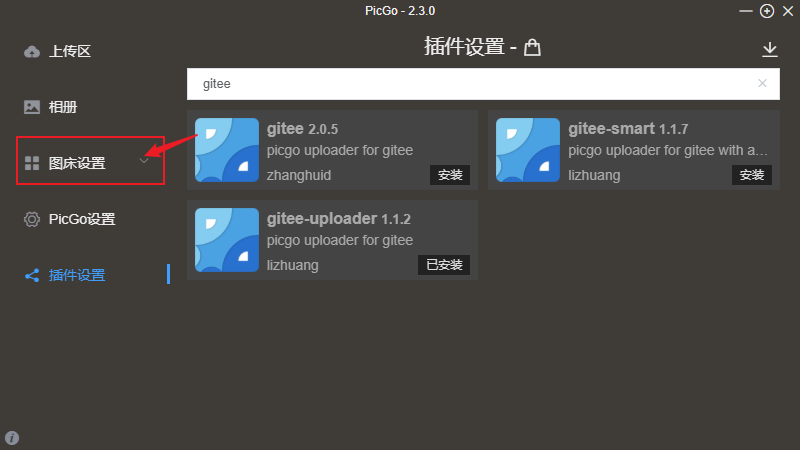 PicGo - 2.3.0
上传区
相册
图床设置
PicGo设置
插件设置
插件设置 -
gitee
gitee 2.0.5
picgo uploader for gitee
zhanghuid
安装
gitee-smart 1.1.7
picgo uploader for gitee with a...
lizhuang
安装
gitee-uploader 1.1.2
picgo uploader for gitee
lizhuang
已安装